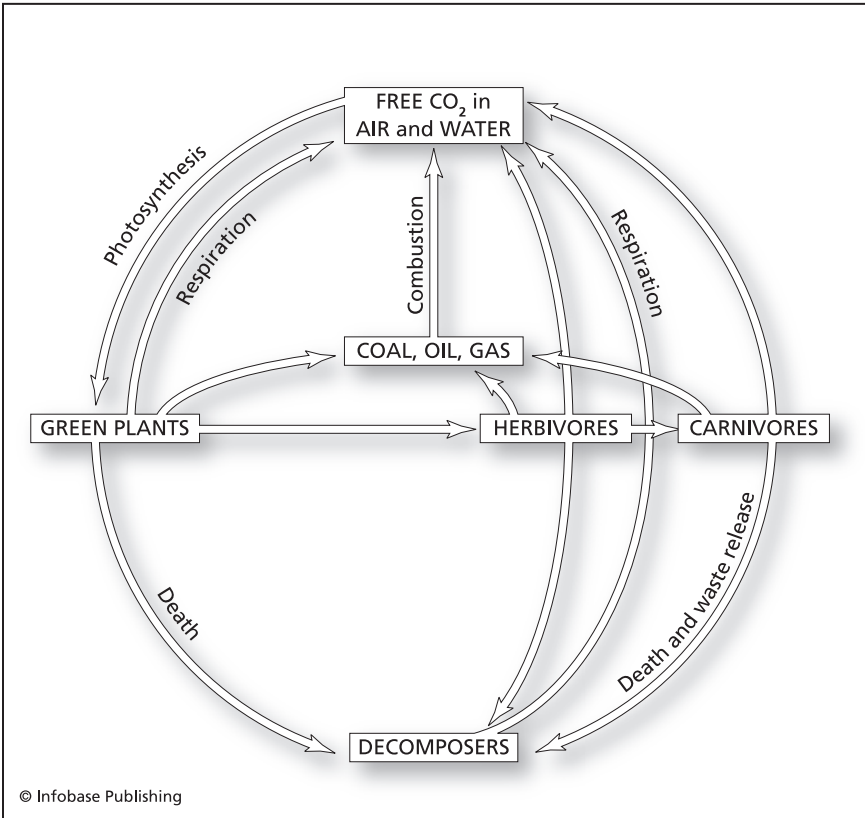 FREE CO₂ in
AIR and WATER
Photosynthesis
Respiration
Combustion
Respiration
COAL, OIL, GAS
GREEN PLANTS
HERBIVORES
CARNIVORES
Death
Death and waste release
DECOMPOSERS
© Infobase Publishing